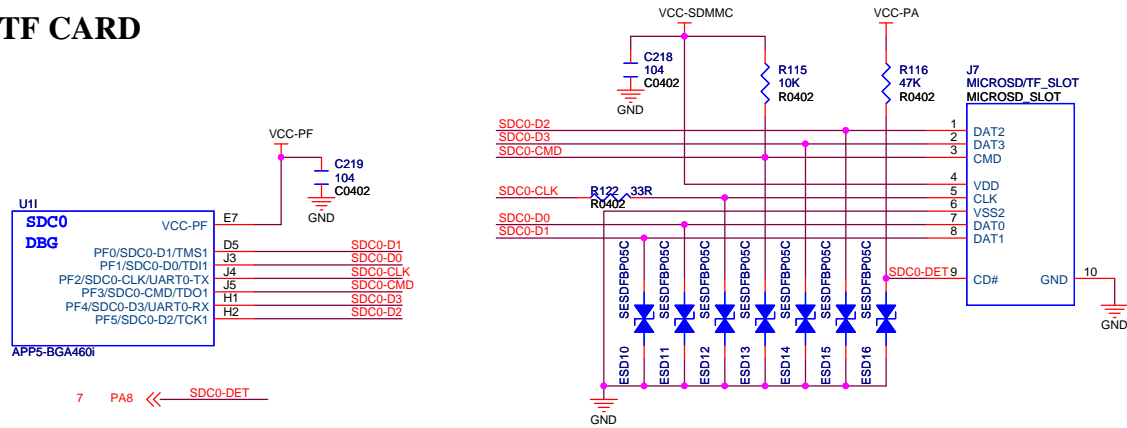 TF CARD
VCC-PF
C219
104
C0402
GND
U1I
SDC0
DBG
VCC-PF E7
PF0/SDC0-D1/TMS1 D5 SDC0-D1
PF1/SDC0-D0/TDI1 J3 SDC0-D0
PF2/SDC0-CLK/UART0-TX J4 SDC0-CLK
PF3/SDC0-CMD/TDO1 J5 SDC0-CMD
PF4/SDC0-D3/UART0-RX H1 SDC0-D3
PF5/SDC0-D2/TCK1 H2 SDC0-D2
APP5-BGA460i
7 PA8 SDC0-DET
VCC-SDMMC
VCC-PA
C218
104
C0402
GND
R115
10K
R0402
R116
47K
R0402
J7
MICROSD/TF_SLOT
MICROSD_SLOT
SDC0-D2 1 DAT2
SDC0-D3 2 DAT3
SDC0-CMD 3 CMD
4 VDD
SDC0-CLK R122 33R 5 CLK
R0402
6 VSS2
SDC0-D0 7 DAT0
SDC0-D1 8 DAT1
SDC0-DET 9 CD#
GND 10
GND
SESDFBP05C
SESDFBP05C
SESDFBP05C
SESDFBP05C
SESDFBP05C
SESDFBP05C
SESDFBP05C
ESD10
ESD11
ESD12
ESD13
ESD14
ESD15
ESD16
GND